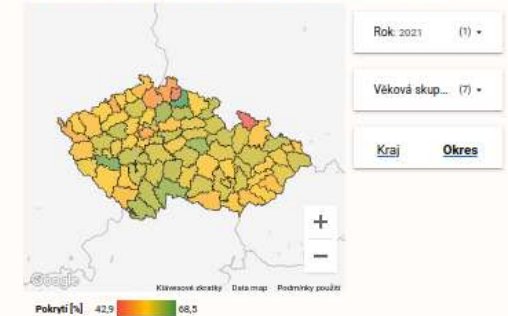 Rok: 2021 (1)
Věková skup... (7)
Kraj Okres
+
−
Google
Klávesové zkratky Data map Podmínky použití
Pokrytí [%] 42,9 68,5